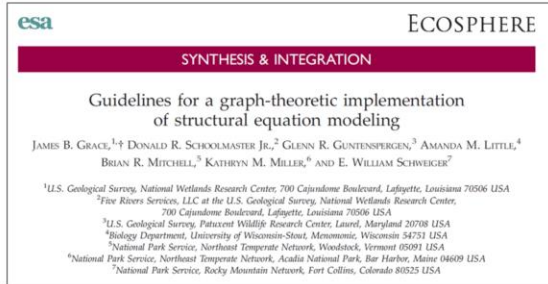 esa
ECOSPHERE
SYNTHESIS & INTEGRATION
Guidelines for a graph-theoretic implementation
of structural equation modeling
JAMES B. GRACE,1,† DONALD R. SCHOOLMASTER JR.,2 GLENN R. GUNTENSPERGEN,3 AMANDA M. LITTLE,4
BRIAN R. MITCHELL,5 KATHRYN M. MILLER,6 AND E. WILLIAM SCHWEIGER7
1U.S. Geological Survey, National Wetlands Research Center, 700 Cajundome Boulevard, Lafayette, Louisiana 70506 USA
2Five Rivers Services, LLC at the U.S. Geological Survey, National Wetlands Research Center,
700 Cajundome Boulevard, Lafayette, Louisiana 70506 USA
3U.S. Geological Survey, Patuxent Wildlife Research Center, Laurel, Maryland 20708 USA
4Biology Department, University of Wisconsin-Stout, Menomonie, Wisconsin 54751 USA
5National Park Service, Northeast Temperate Network, Woodstock, Vermont 05091 USA
6National Park Service, Northeast Temperate Network, Acadia National Park, Bar Harbor, Maine 04609 USA
7National Park Service, Rocky Mountain Network, Fort Collins, Colorado 80525 USA